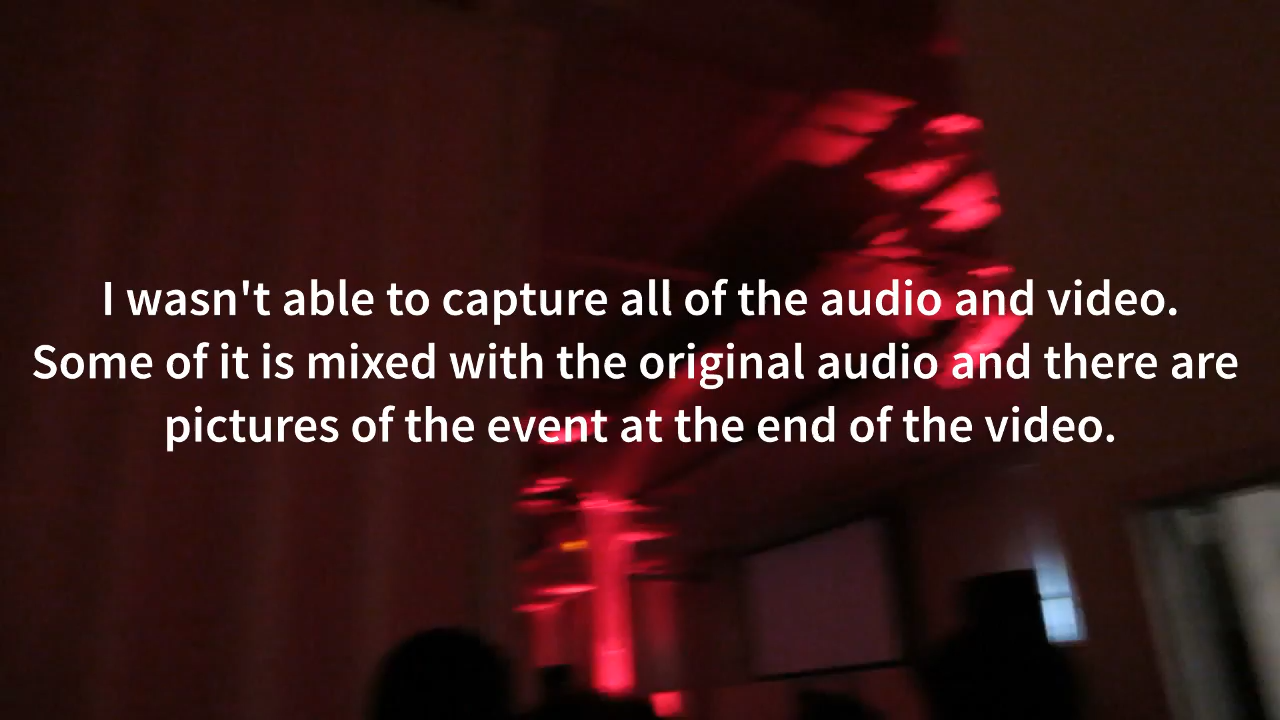 I wasn't able to capture all of the audio and video.
Some of it is mixed with the original audio and there are
pictures of the event at the end of the video.